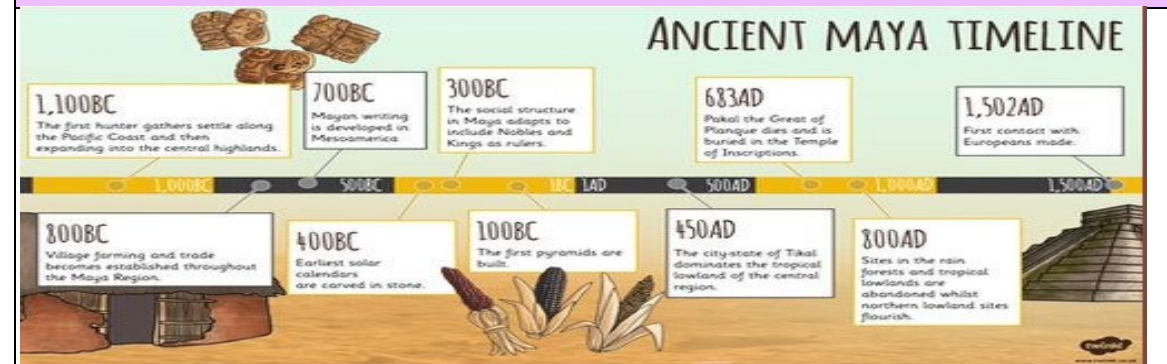 ANCIENT MAYA TIMELINE
1,100BC
The first hunter gathers settle along
the Pacific Coast and then
expanding into the central highlands.
700BC
Mayan writing
is developed in
Mesoamerica
300BC
The social structure
in Maya adapts to
include Nobles and
Kings as rulers.
683AD
Pakal the Great of
Planque dies and is
buried in the Temple
of Inscriptions.
1,502AD
First contact with
Europeans made.
1,000BC
500BC
1BC 1AD
500AD
1,000AD
1,500AD
800BC
Village farming and trade
becomes established throughout
the Maya Region.
400BC
Earliest solar
calendars
are carved in stone.
100BC
The first pyramids are
built.
450AD
The city-state of Tikal
dominates the tropical
lowland of the central
region.
800AD
Sites in the rain
forests and tropical
lowlands are
abandoned whilst
northern lowland sites
flourish.
twinkl
www.twinkl.co.uk